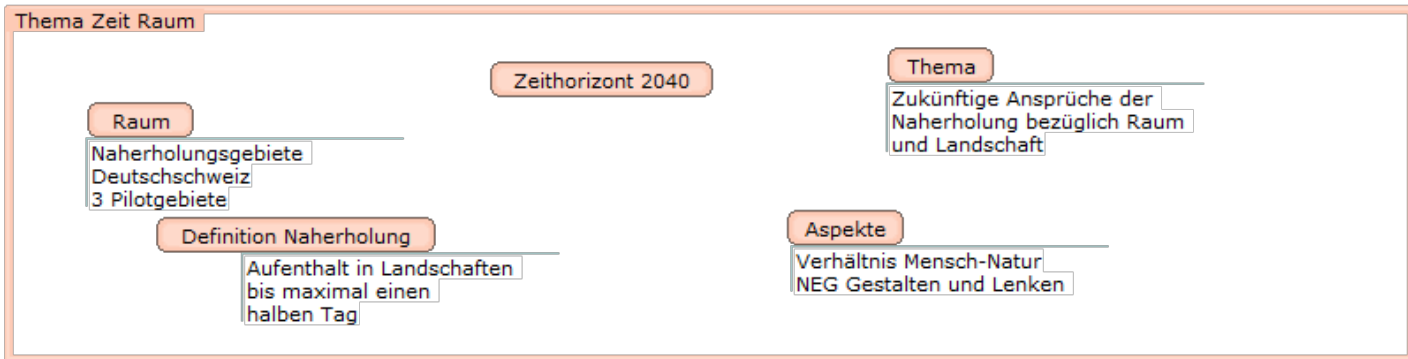 Thema Zeit Raum
Zeithorizont 2040
Thema
Zukünftige Ansprüche der
Naherholung bezüglich Raum
und Landschaft
Raum
Naherholungsgebiete
Deutschschweiz
3 Pilotgebiete
Definition Naherholung
Aufenthalt in Landschaften
bis maximal einen
halben Tag
Aspekte
Verhältnis Mensch-Natur
NEG Gestalten und Lenken